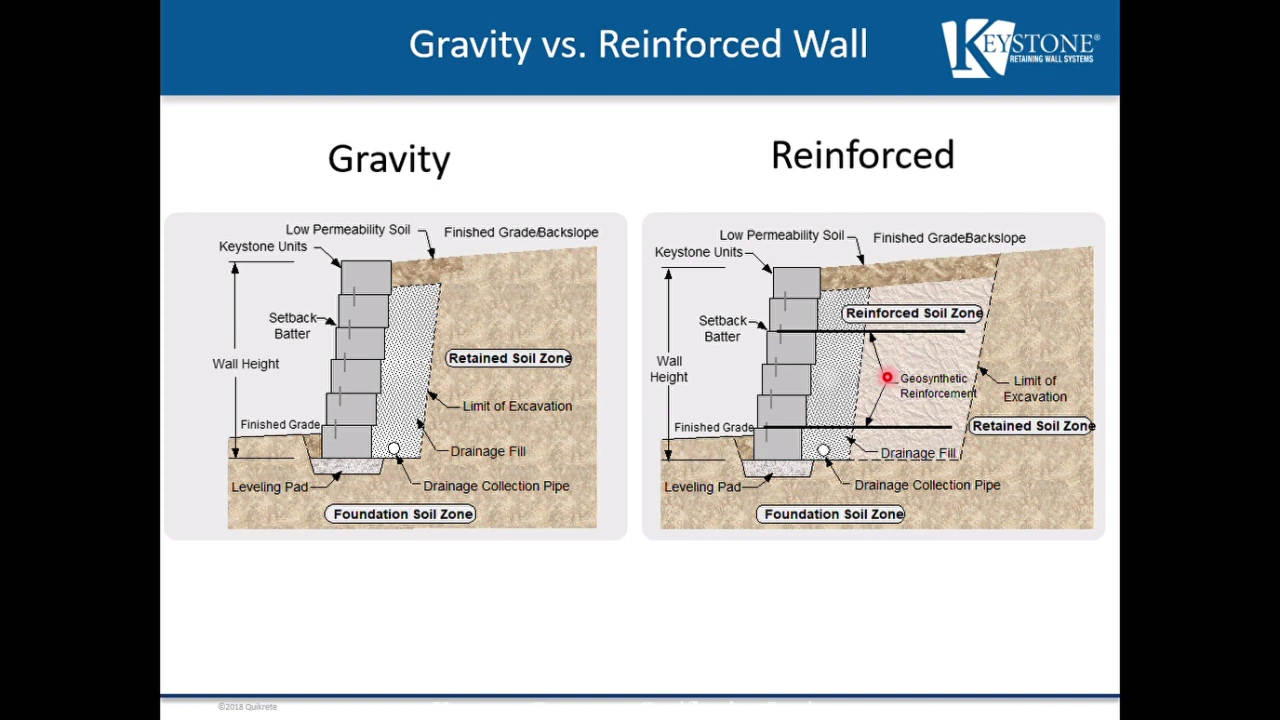 Gravity vs. Reinforced Wall
KEYSTONE®
RETAINING WALL SYSTEMS
Gravity
Low Permeability Soil
Finished Grade/Backslope
Keystone Units
Setback
Batter
Retained Soil Zone
Wall Height
Limit of Excavation
Finished Grade
Drainage Fill
Leveling Pad
Drainage Collection Pipe
Foundation Soil Zone
Reinforced
Low Permeability Soil
Finished Grade/Backslope
Keystone Units
Reinforced Soil Zone
Setback
Batter
Wall
Height
Geosynthetic
Reinforcement
Limit of
Excavation
Finished Grade
Retained Soil Zone
Drainage Fill
Leveling Pad
Drainage Collection Pipe
Foundation Soil Zone
©2018 Quikrete